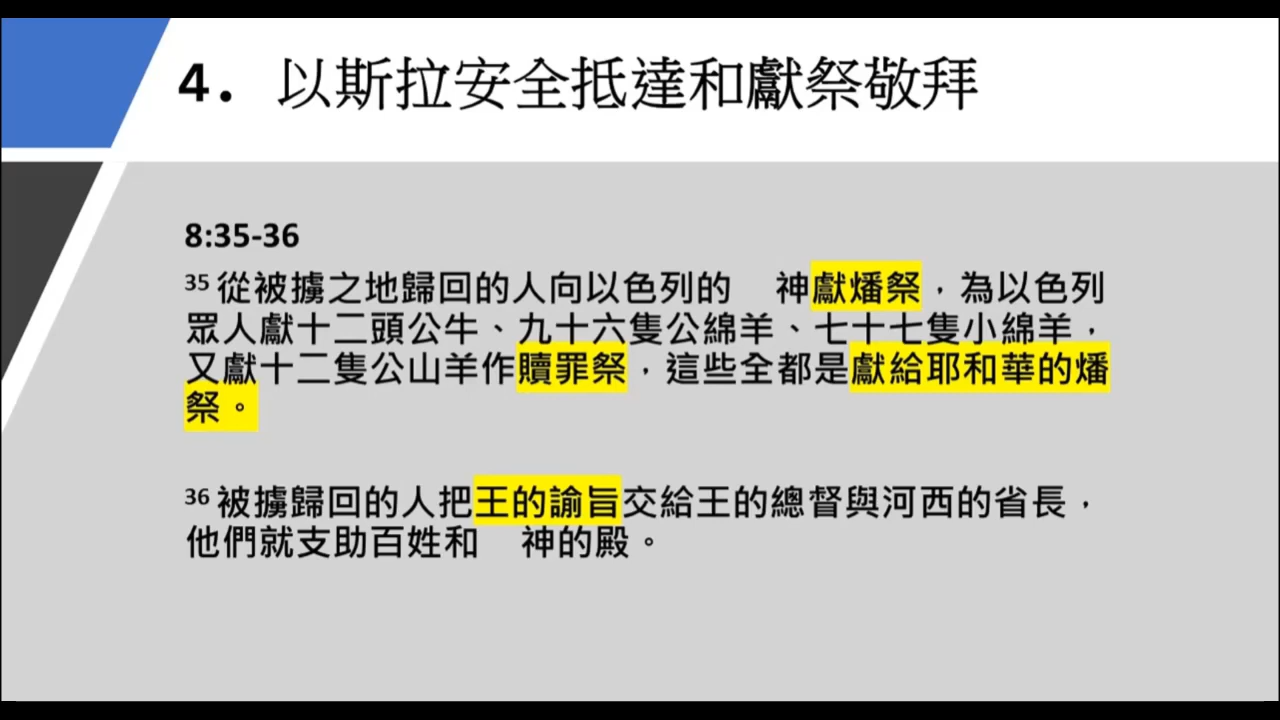 4. 以斯拉安全抵達和獻祭敬拜
8:35-36
35 從被擄之地歸回的人向以色列的　神獻燔祭，為以色列
眾人獻十二頭公牛、九十六隻公綿羊、七十七隻小綿羊，
又獻十二隻公山羊作贖罪祭，這些全都是獻給耶和華的燔
祭。
36 被擄歸回的人把王的諭旨交給王的總督與河西的省長，
他們就支助百姓和　神的殿。